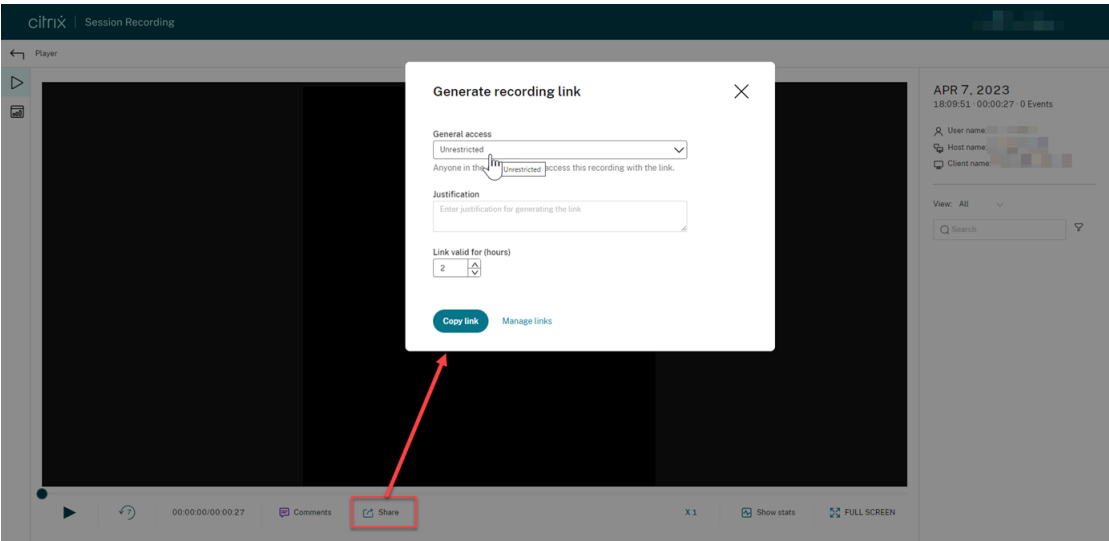 citrix | Session Recording
Player
Generate recording link
General access
Unrestricted
Unrestricted
Anyone in the access this recording with the link.
Justification
Enter justification for generating the link
Link valid for (hours)
2
Copy link Manage links
APR 7, 2023
18:09:51 · 00:00:27 · 0 Events
User name:
Host name:
Client name:
View: All
Search
7
00:00:00/00:00:27
Comments
Share
X 1
Show stats
FULL SCREEN